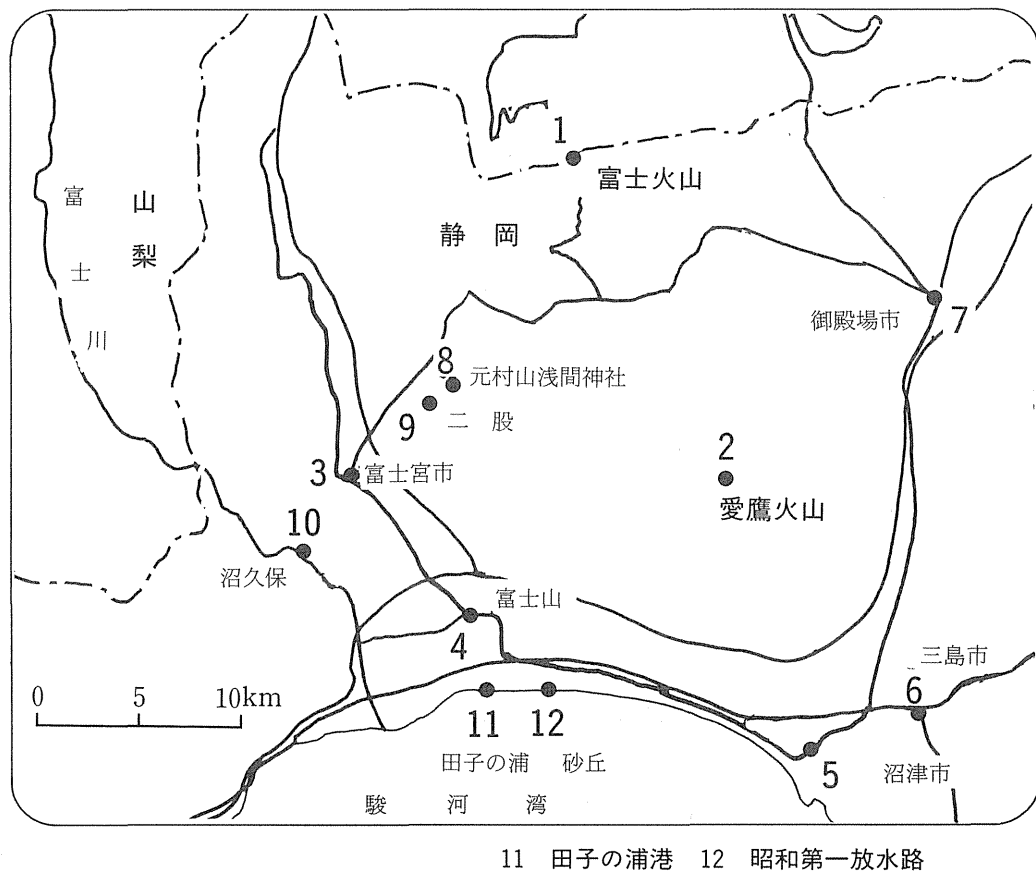 1
富士火山
山梨
静岡
富士川
御殿場市
7
8
元村山浅間神社
9
二股
2
愛鷹火山
3
富士宮市
10
沼久保
富士山
4
三島市
6
0 5 10km
11 12
5
田子の浦 砂丘
沼津市
駿河湾
11 田子の浦港 12 昭和第一放水路